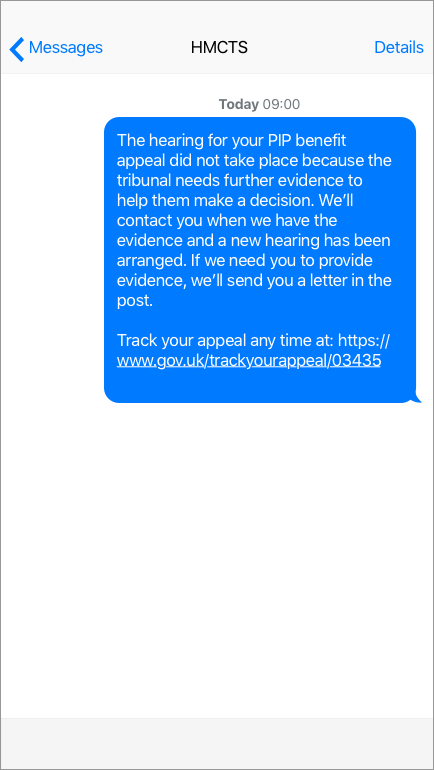 Messages HMCTS Details
Today 09:00
The hearing for your PIP benefit
appeal did not take place because the
tribunal needs further evidence to
help them make a decision. We’ll
contact you when we have the
evidence and a new hearing has been
arranged. If we need you to provide
evidence, we’ll send you a letter in the
post.
Track your appeal any time at: https://
www.gov.uk/trackyourappeal/03435